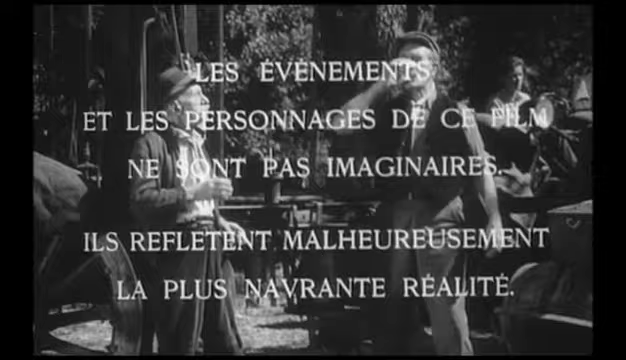 LES ÉVÉNEMENTS
ET LES PERSONNAGES DE CE FILM
NE SONT PAS IMAGINAIRES.
ILS REFLÈTENT MALHEUREUSEMENT
LA PLUS NAVRANTE RÉALITÉ.